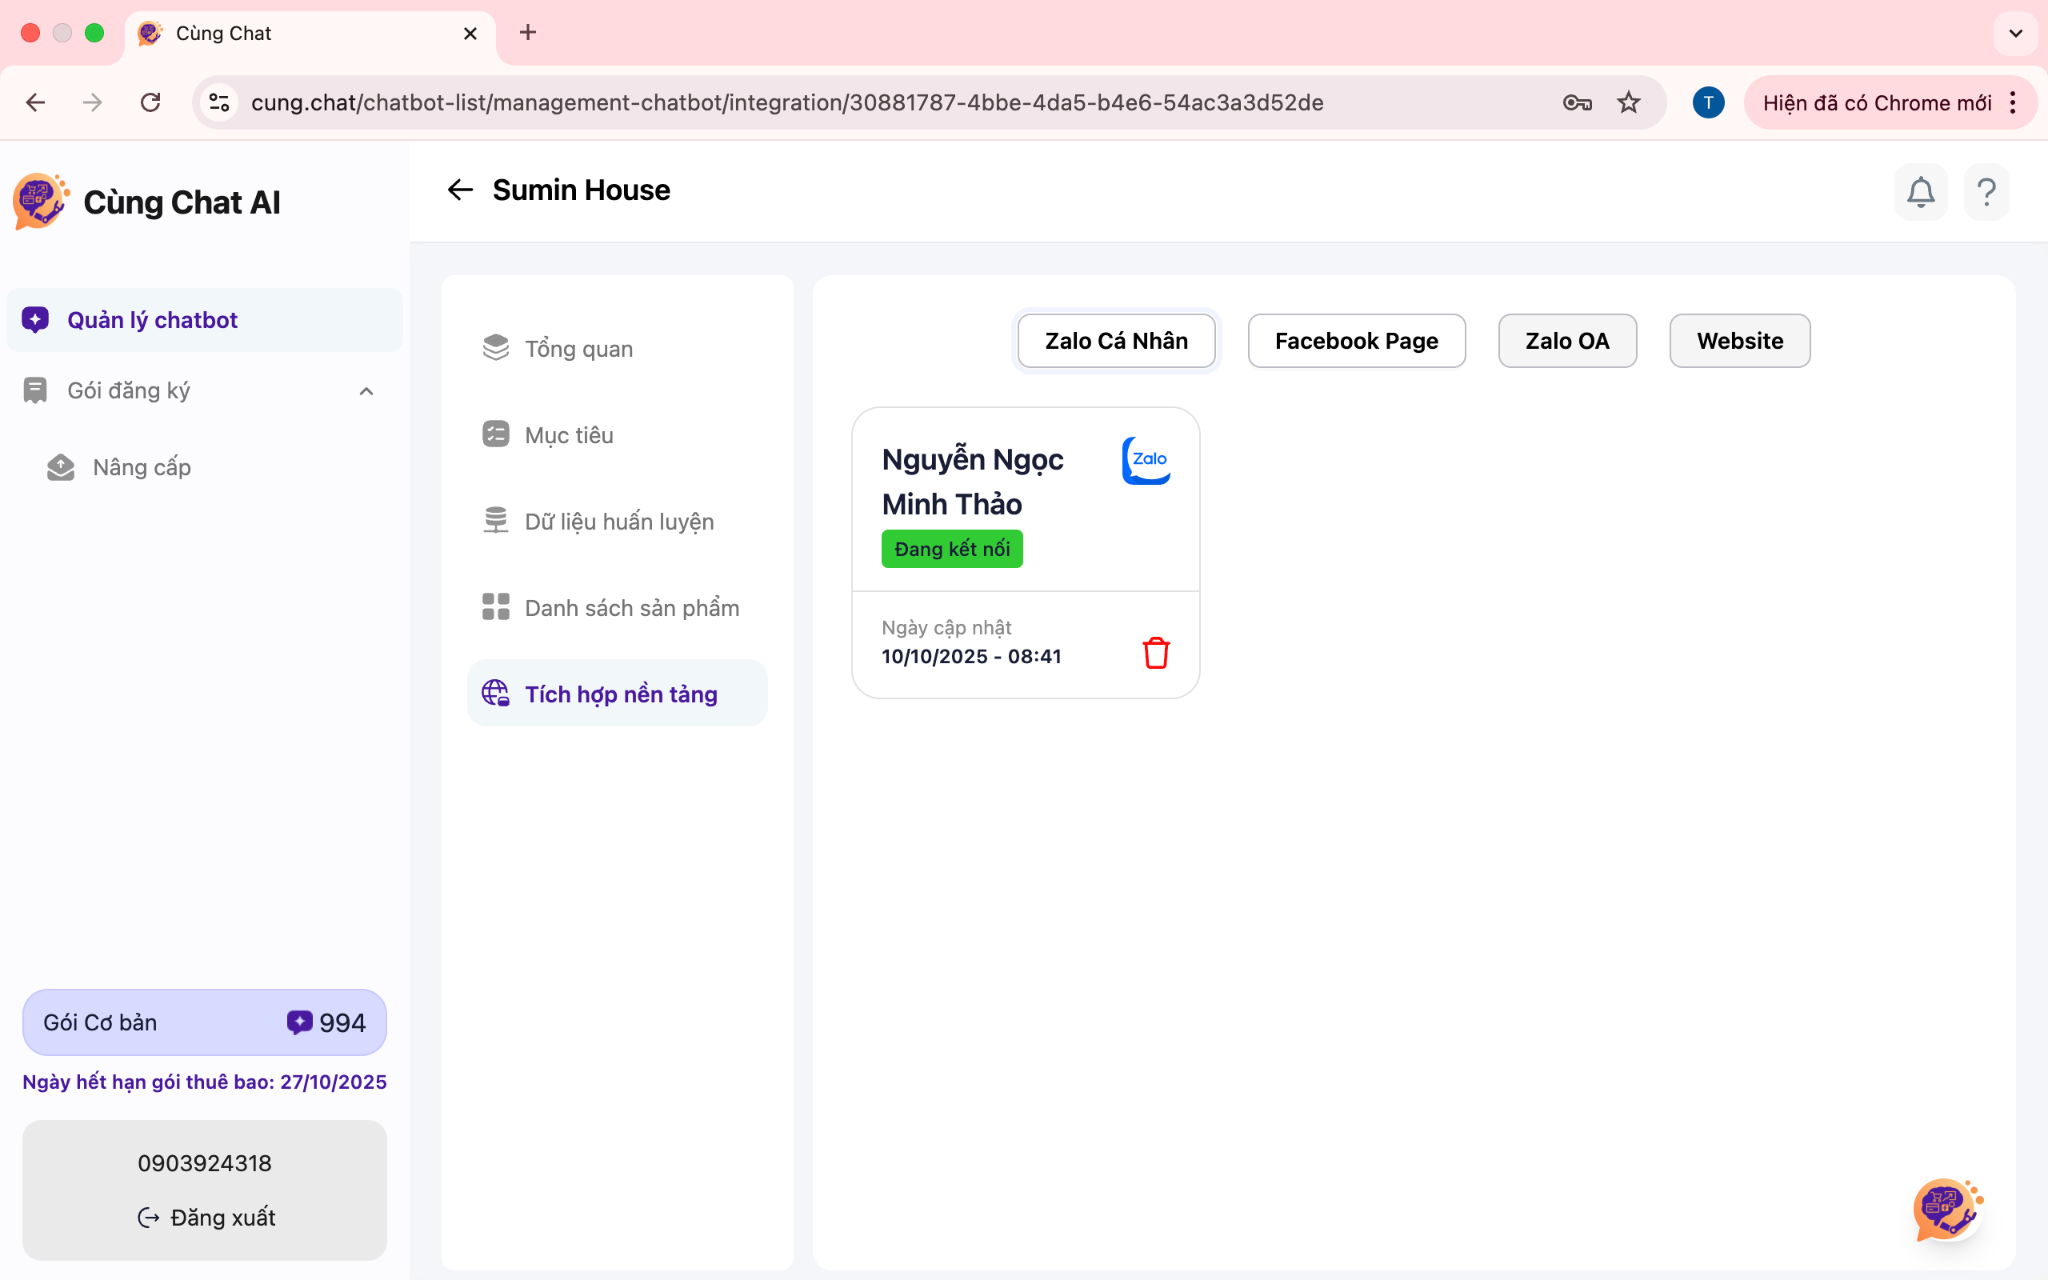 Cùng Chat
cung.chat/chatbot-list/management-chatbot/integration/30881787-4bbe-4da5-b4e6-54ac3a3d52de
T
Hiện đã có Chrome mới
Cùng Chat AI
Sumin House
Quản lý chatbot
Gói đăng ký
Nâng cấp
Tổng quan
Mục tiêu
Dữ liệu huấn luyện
Danh sách sản phẩm
Tích hợp nền tảng
Zalo Cá Nhân
Facebook Page
Zalo OA
Website
Nguyễn Ngọc
Minh Thảo
Zalo
Đang kết nối
Ngày cập nhật
10/10/2025 - 08:41
Gói Cơ bản
994
Ngày hết hạn gói thuê bao: 27/10/2025
0903924318
Đăng xuất